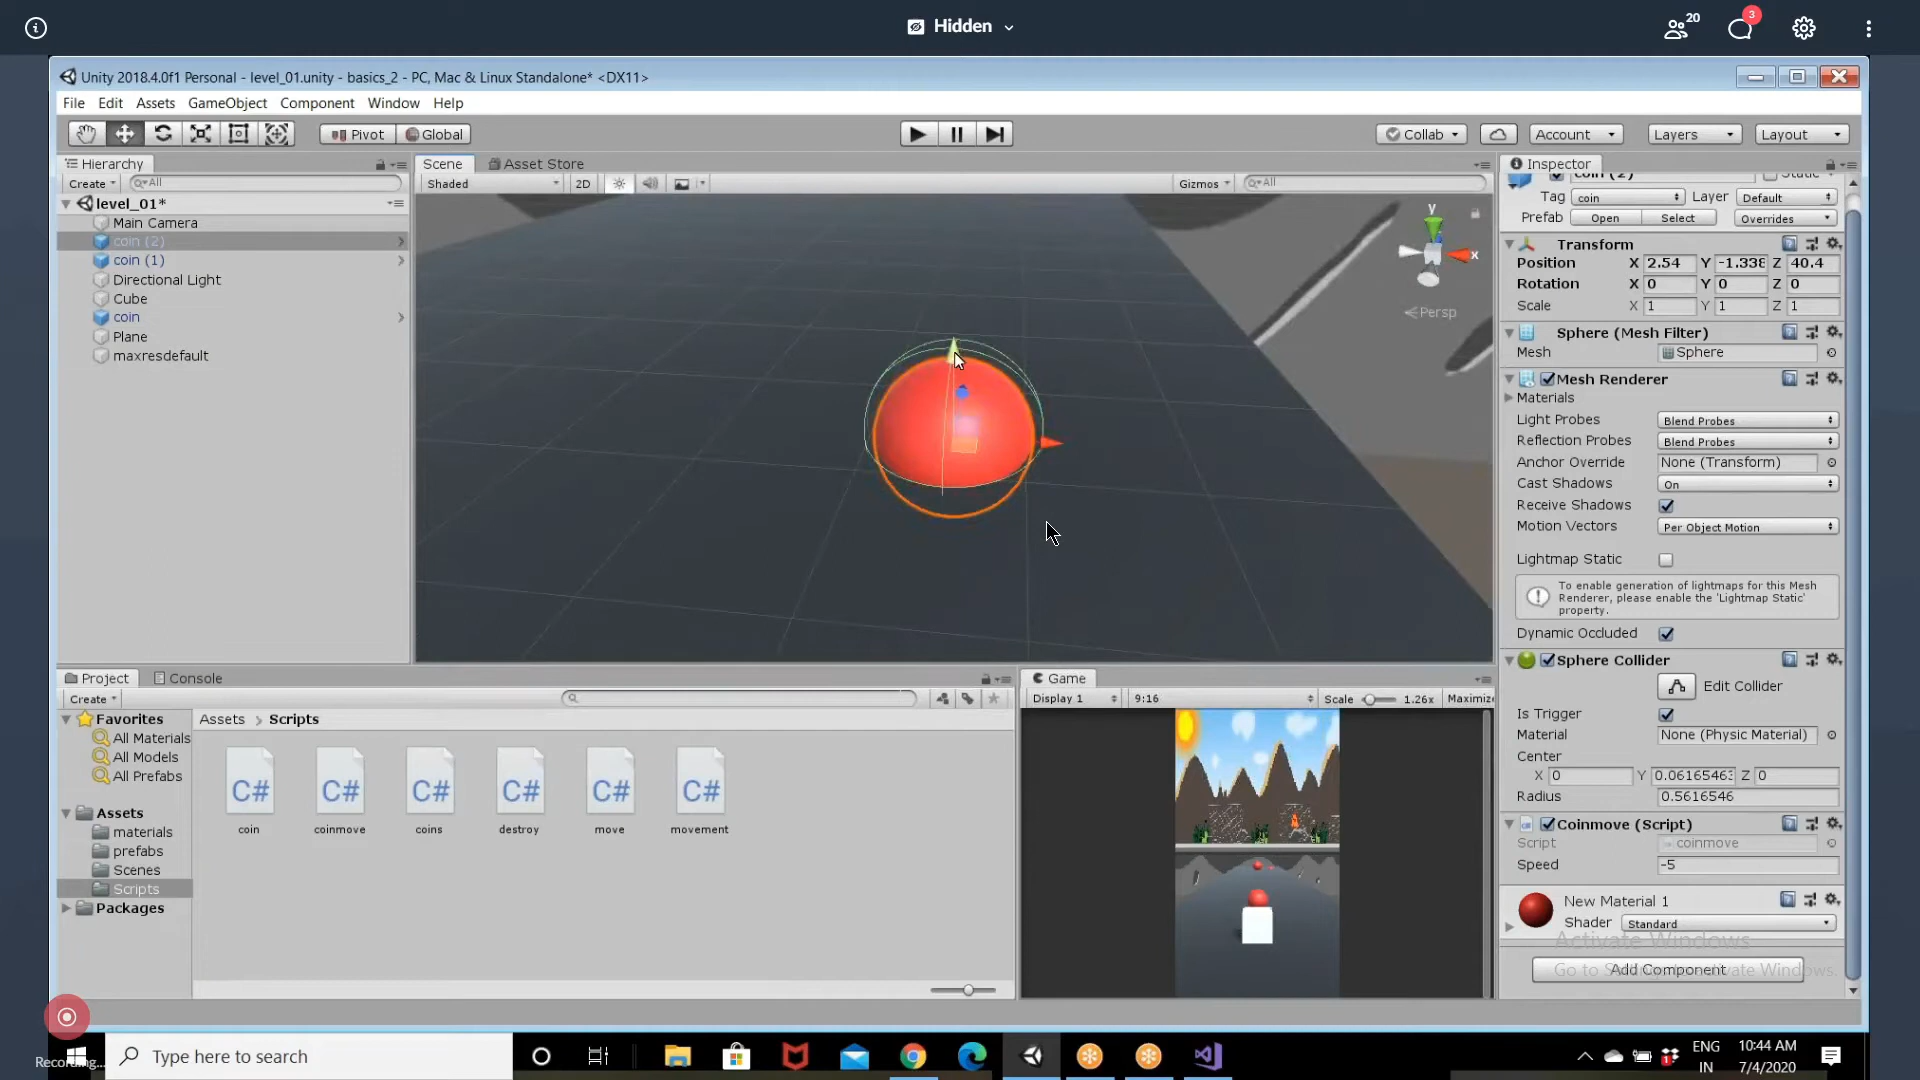 Hidden
20
3
Unity 2018.4.0f1 Personal - level_01.unity - basics_2 - PC, Mac & Linux Standalone* <DX11>
File Edit Assets GameObject Component Window Help
Pivot Global Collab Account Layers Layout
Hierarchy
Create All
level_01*
Main Camera
coin (2)
coin (1)
Directional Light
Cube
coin
Plane
maxresdefault
Scene Asset Store
Shaded 2D Gizmos All
y
x
Persp
Inspector
coin (2) Static
Tag coin Layer Default
Prefab Open Select Overrides
Transform
Position X 2.54 Y -1.338 Z 40.4
Rotation X 0 Y 0 Z 0
Scale X 1 Y 1 Z 1
Sphere (Mesh Filter)
Mesh Sphere
Mesh Renderer
Materials
Light Probes Blend Probes
Reflection Probes Blend Probes
Anchor Override None (Transform)
Cast Shadows On
Receive Shadows
Motion Vectors Per Object Motion
Lightmap Static
To enable generation of lightmaps for this Mesh
Renderer, please enable the 'Lightmap Static'
property.
Dynamic Occluded
Sphere Collider
Edit Collider
Is Trigger
Material None (Physic Material)
Center
X 0 Y 0.0616546 Z 0
Radius 0.5616546
Coinmove (Script)
Script coinmove
Speed -5
New Material 1
Shader Standard
Activate Windows
Go to Settings to activate Windows.
Add Component
Project Console
Create
Favorites
All Materials
All Models
All Prefabs
Assets
materials
prefabs
Scenes
Scripts
Packages
Assets > Scripts
C# C# C# C# C# C#
coin coinmove coins destroy move movement
Game
Display 1 9:16 Scale 1.26x Maximiz
Recording...
Type here to search
ENG
IN
10:44 AM
7/4/2020